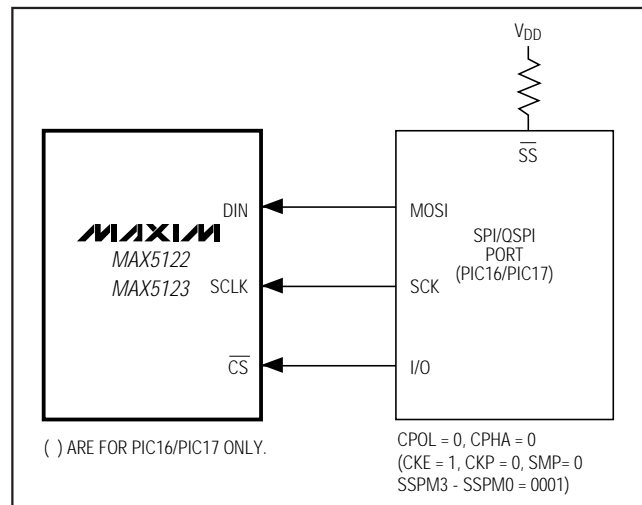 VDD
SS
DIN
MOSI
MAXIM
SPI/QSPI
PORT
(PIC16/PIC17)
MAX5122
MAX5123
SCLK
SCK
CS
I/O
( ) ARE FOR PIC16/PIC17 ONLY.
CPOL = 0, CPHA = 0
(CKE = 1, CKP = 0, SMP= 0
SSPM3 - SSPM0 = 0001)